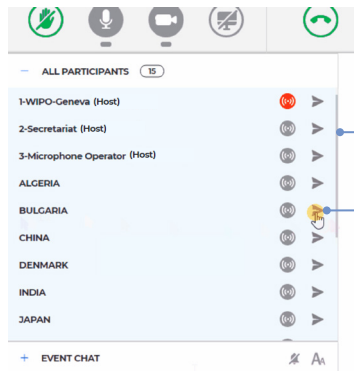 ALL PARTICIPANTS 15
1-WIPO-Geneva (Host)
2-Secretariat (Host)
3-Microphone Operator (Host)
ALGERIA
BULGARIA
CHINA
DENMARK
INDIA
JAPAN
EVENT CHAT AA